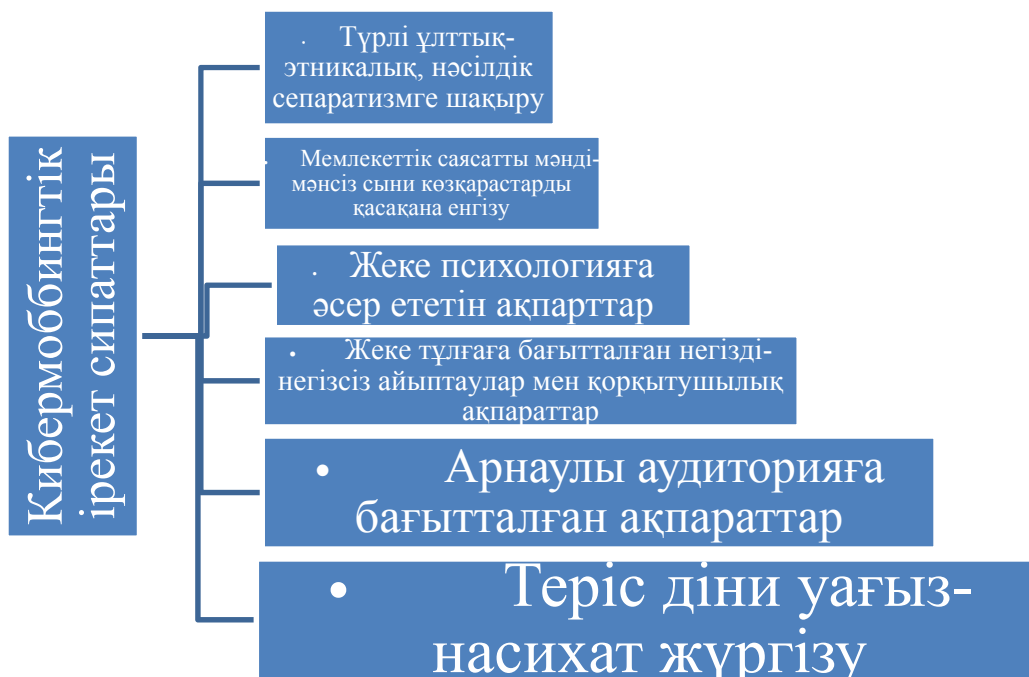 Кибермоббингтік
ірекет сипаттары
· Түрлі ұлттық-
этникалық, нәсілдік
сепаратизмге шақыру
· Мемлекеттік саясатты мәнді-
мәнсіз сыни көзқарастарды
қасақана енгізу
· Жеке психологияға
әсер ететін ақпарттар
• Жеке тұлғаға бағытталған негізді-
негізсіз айыптаулар мен қорқытушылық
ақпараттар
• Арнаулы аудиторияға
бағытталған ақпараттар
• Теріс діни уағыз-
насихат жүргізу